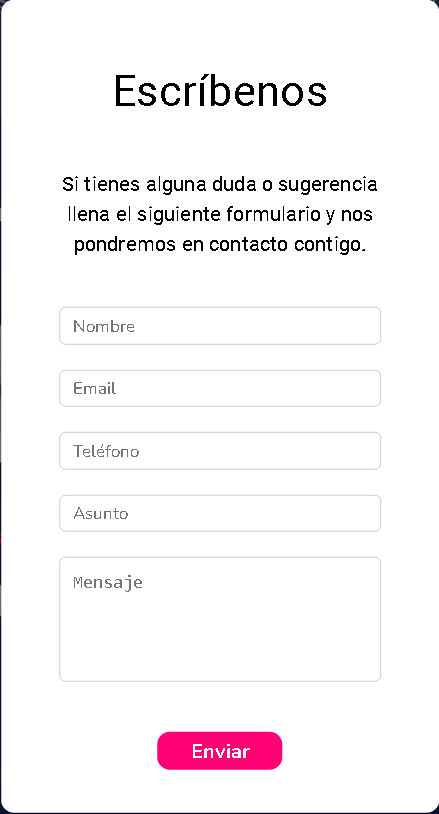 Escríbenos
Si tienes alguna duda o sugerencia
llena el siguiente formulario y nos
pondremos en contacto contigo.
Nombre
Email
Teléfono
Asunto
Mensaje
Enviar